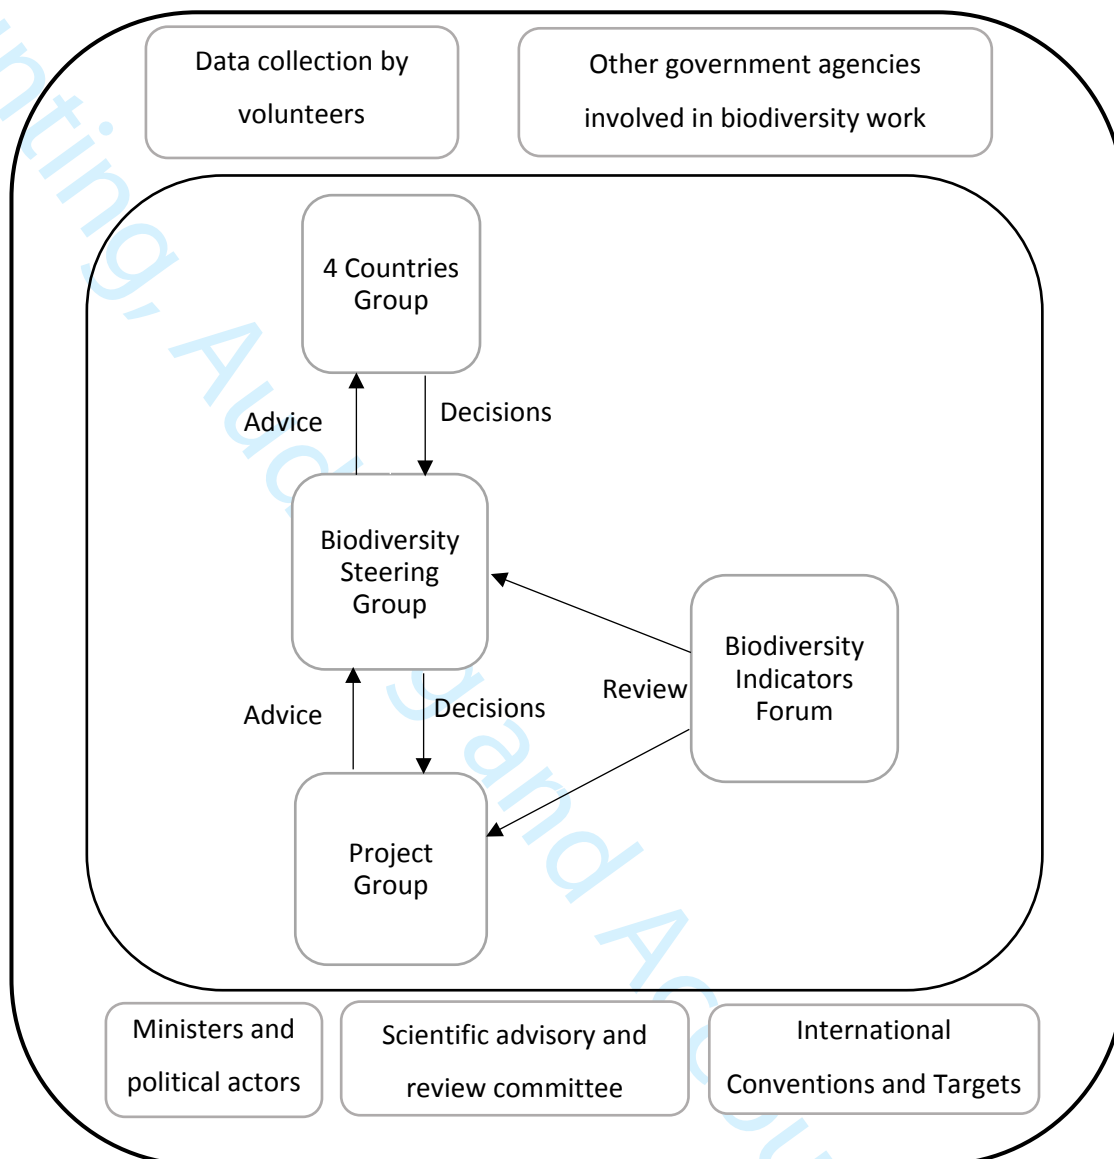 Data collection by
volunteers
Other government agencies
involved in biodiversity work
4 Countries
Group
Advice
Decisions
Biodiversity
Steering
Group
Biodiversity
Indicators
Forum
Review
Advice
Decisions
Project
Group
Ministers and
political actors
Scientific advisory and
review committee
International
Conventions and Targets